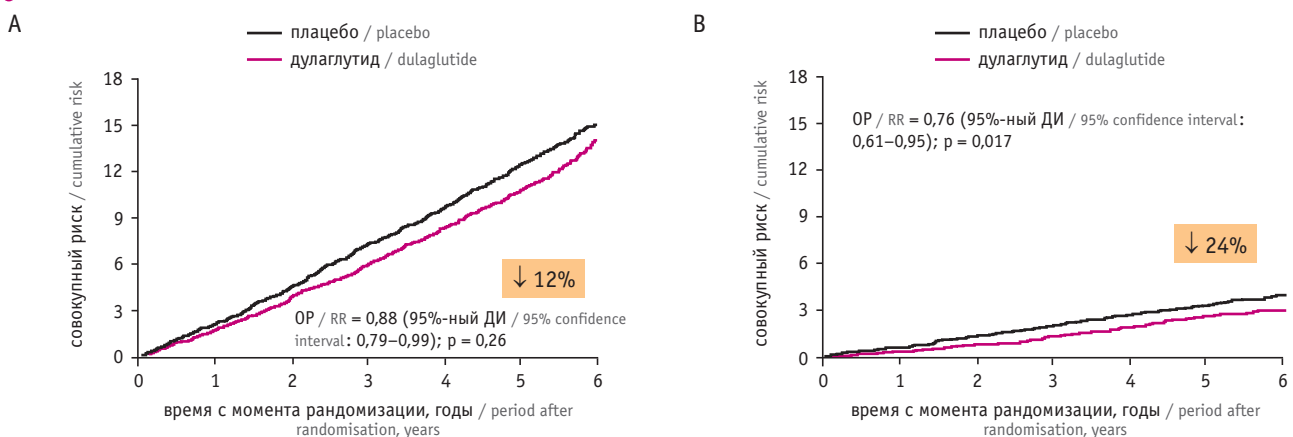 A
плацебо / placebo
дулаглутид / dulaglutide
совокупный риск / cumulative risk
18
15
12
9
6
3
0
↓ 12%
ОР / RR = 0,88 (95%-ный ДИ / 95% confidence
interval: 0,79–0,99); p = 0,26
0 1 2 3 4 5 6
время с момента рандомизации, годы / period after
randomisation, years
B
плацебо / placebo
дулаглутид / dulaglutide
совокупный риск / cumulative risk
18
15
12
9
6
3
0
ОР / RR = 0,76 (95%-ный ДИ / 95% confidence interval:
0,61–0,95); p = 0,017
↓ 24%
0 1 2 3 4 5 6
время с момента рандомизации, годы / period after
randomisation, years